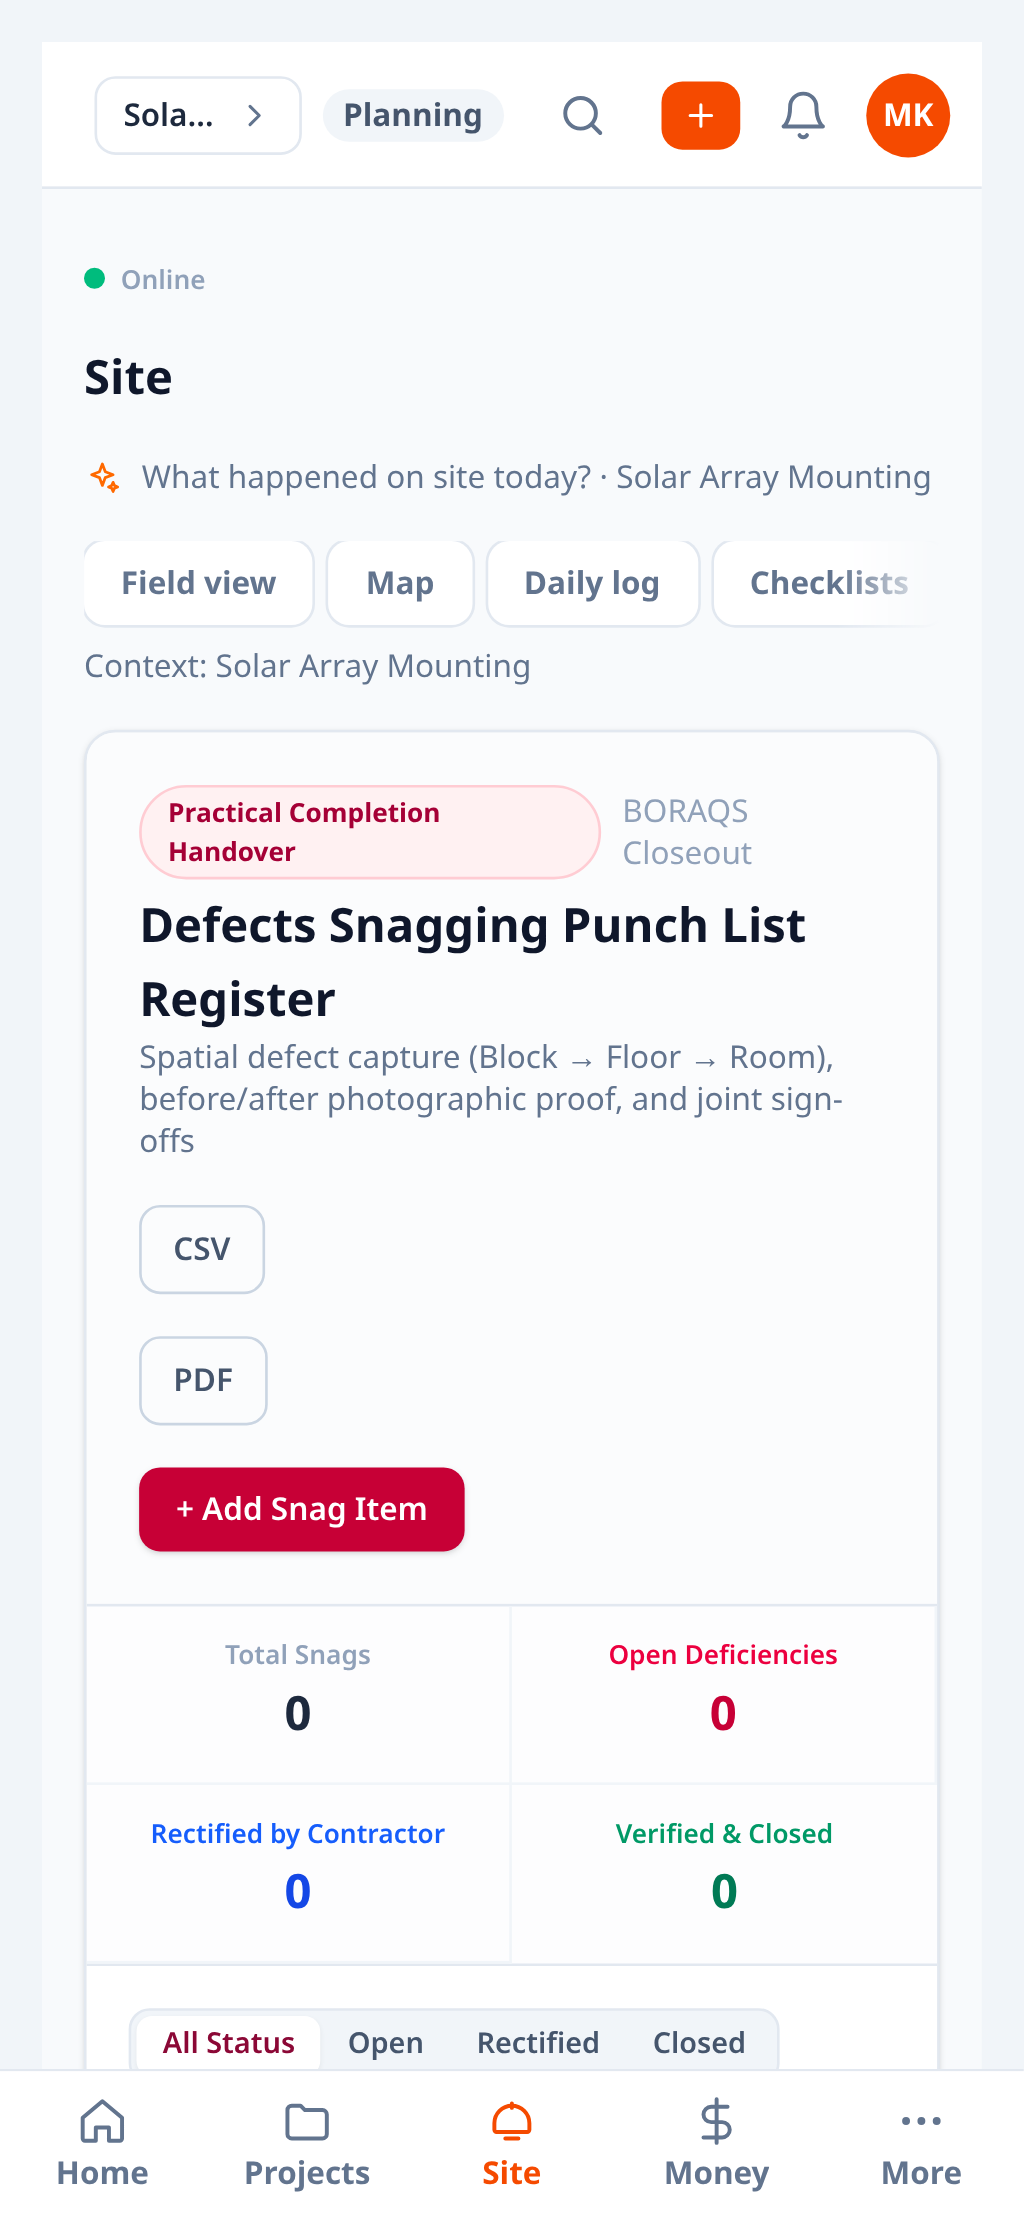 Sola...
Planning
MK
Online
Site
What happened on site today? · Solar Array Mounting
Field view
Map
Daily log
Checklists
Context: Solar Array Mounting
Practical Completion
Handover
BORAQS
Closeout
Defects Snagging Punch List
Register
Spatial defect capture (Block → Floor → Room),
before/after photographic proof, and joint sign-
offs
CSV
PDF
+ Add Snag Item
Total Snags
0
Open Deficiencies
0
Rectified by Contractor
0
Verified & Closed
0
All Status
Open
Rectified
Closed
Home
Projects
Site
Money
More